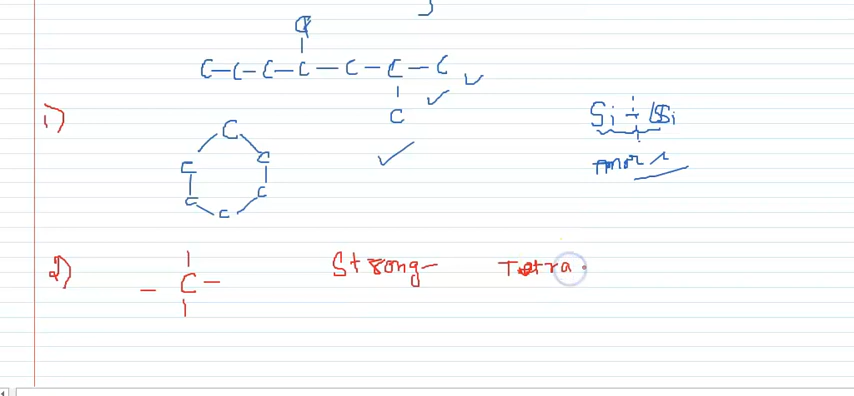 C
C-C-C-C-C-C-C
C
Si-Si
1)
C
C C
C C
C
2) -C- Strong- Tetra